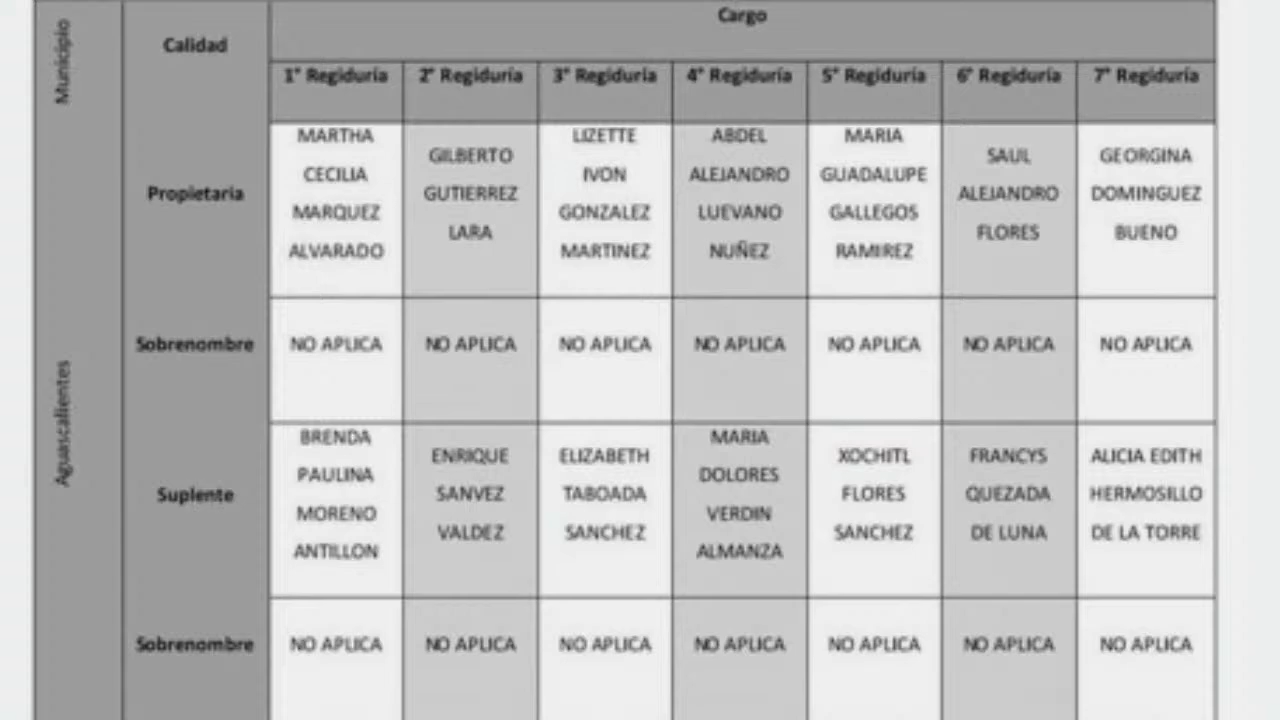 Municipio
Calidad
Cargo
1° Regiduría 2° Regiduría 3° Regiduría 4° Regiduría 5° Regiduría 6° Regiduría 7° Regiduría
Aguascalientes
Propietaria
MARTHA
CECILIA
MARQUEZ
ALVARADO
GILBERTO
GUTIERREZ
LARA
LIZETTE
IVON
GONZALEZ
MARTINEZ
ABDEL
ALEJANDRO
LUEVANO
NUÑEZ
MARIA
GUADALUPE
GALLEGOS
RAMIREZ
SAUL
ALEJANDRO
FLORES
GEORGINA
DOMINGUEZ
BUENO
Sobrenombre NO APLICA NO APLICA NO APLICA NO APLICA NO APLICA NO APLICA NO APLICA
Suplente
BRENDA
PAULINA
MORENO
ANTILLON
ENRIQUE
SANVEZ
VALDEZ
ELIZABETH
TABOADA
SANCHEZ
MARIA
DOLORES
VERDIN
ALMANZA
XOCHITL
FLORES
SANCHEZ
FRANCYS
QUEZADA
DE LUNA
ALICIA EDITH
HERMOSILLO
DE LA TORRE
Sobrenombre NO APLICA NO APLICA NO APLICA NO APLICA NO APLICA NO APLICA NO APLICA